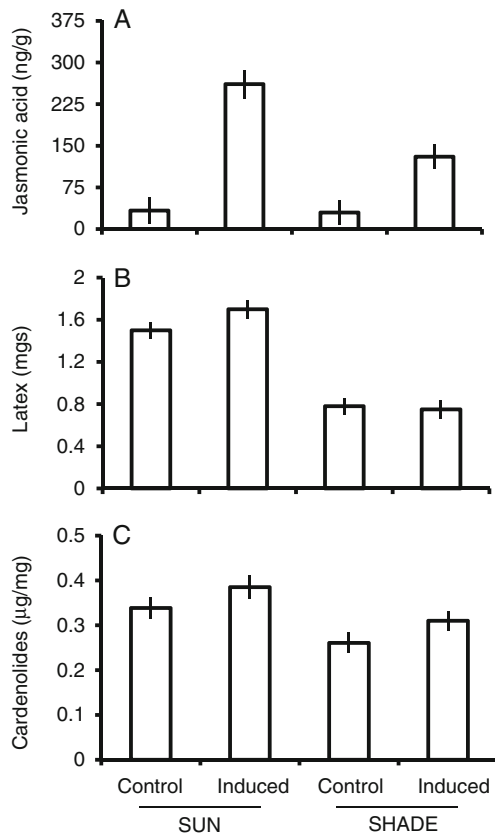 A
Jasmonic acid (ng/g)
375
300
225
150
75
0
B
Latex (mgs)
2
1.6
1.2
0.8
0.4
0
C
Cardenolides (μg/mg)
0.5
0.4
0.3
0.2
0.1
0
Control Induced Control Induced
SUN SHADE